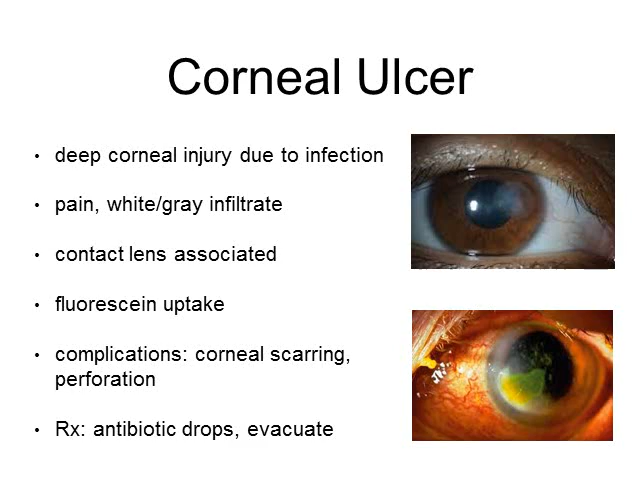 Corneal Ulcer
• deep corneal injury due to infection
• pain, white/gray infiltrate
• contact lens associated
• fluorescein uptake
• complications: corneal scarring,
perforation
• Rx: antibiotic drops, evacuate